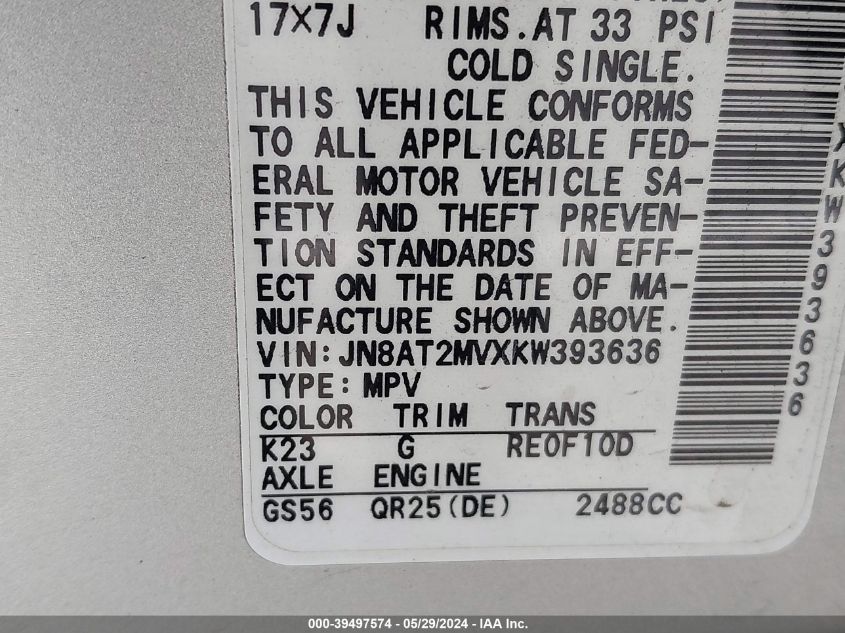 17X7J RIMS.AT 33 PSI
COLD SINGLE.
THIS VEHICLE CONFORMS
TO ALL APPLICABLE FED-
ERAL MOTOR VEHICLE SA-
FETY AND THEFT PREVEN-
TION STANDARDS IN EFF-
ECT ON THE DATE OF MA-
NUFACTURE SHOWN ABOVE.
VIN:JN8AT2MVXKW393636
TYPE:MPV
COLOR TRIM TRANS
K23 G RE0F10D
AXLE ENGINE
GS56 QR25(DE) 2488CC
XKW393636
000-39497574 - 05/29/2024 - IAA Inc.